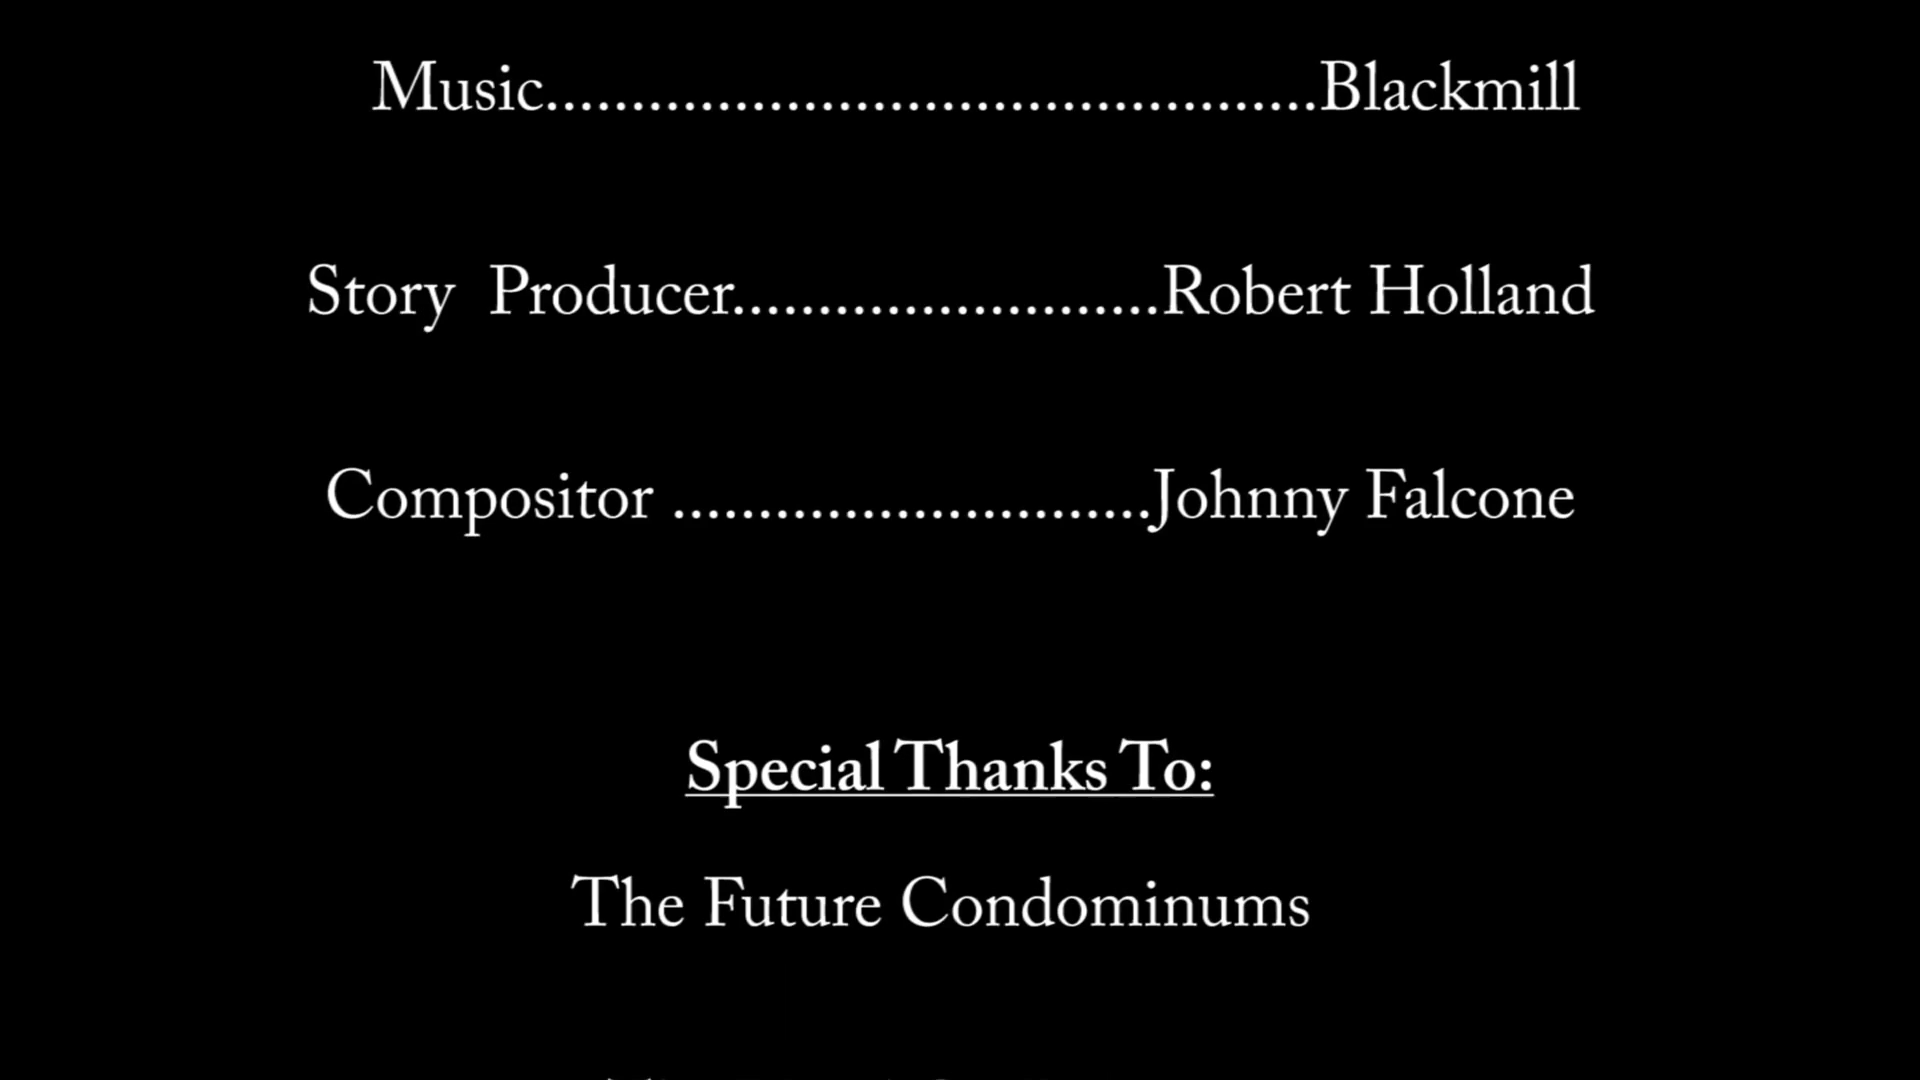 Music.............................................Blackmill
Story  Producer.........................Robert Holland
Compositor ............................Johnny Falcone
Special Thanks To:
The Future Condominums